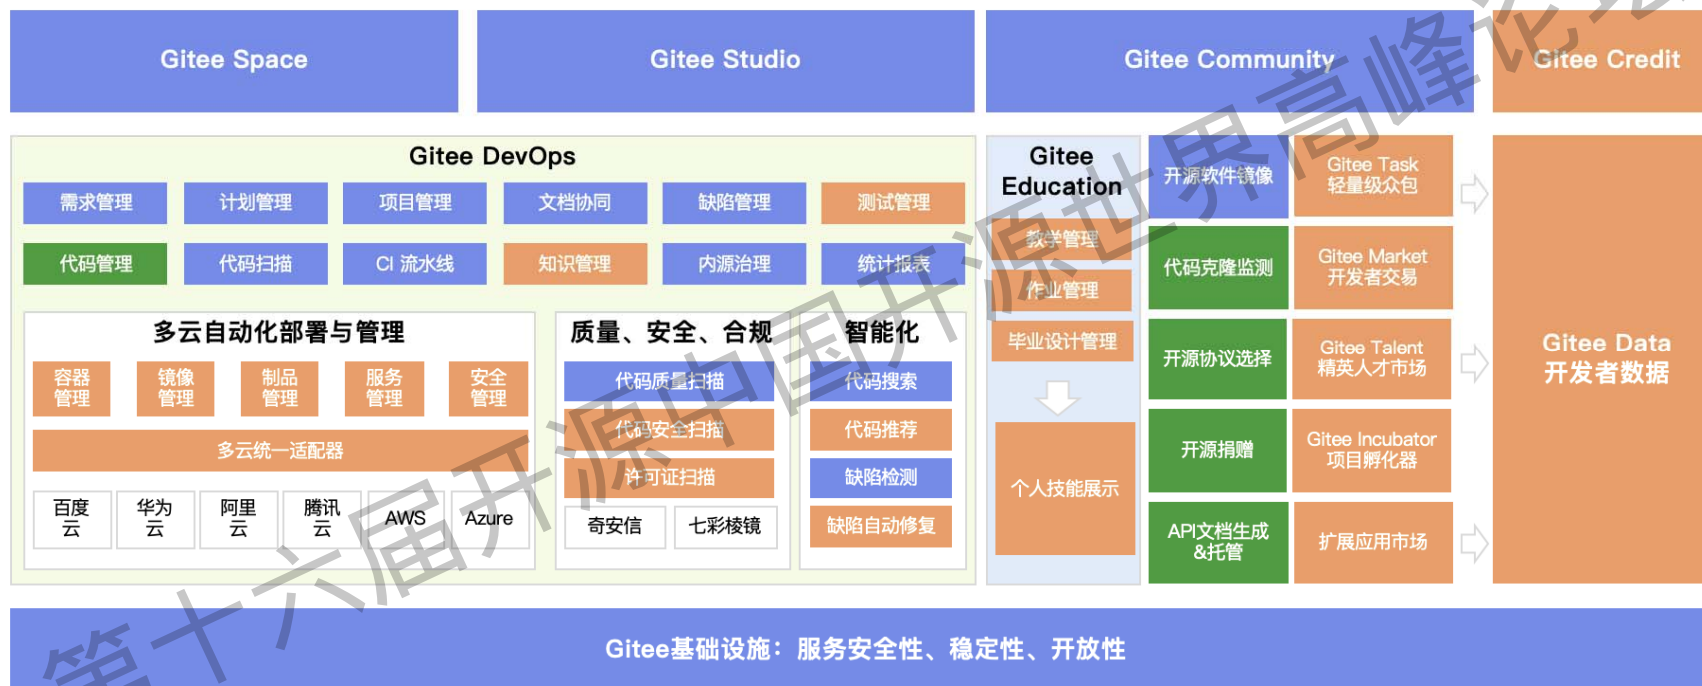 Gitee Space
Gitee Studio
Gitee Community
Gitee Credit
Gitee DevOps
需求管理
计划管理
项目管理
文档协同
缺陷管理
测试管理
代码管理
代码扫描
CI 流水线
知识管理
内源治理
统计报表
多云自动化部署与管理
容器
管理
镜像
管理
制品
管理
服务
管理
安全
管理
多云统一适配器
百度
云
华为
云
阿里
云
腾讯
云
AWS
Azure
质量、安全、合规
代码质量扫描
代码安全扫描
许可证扫描
奇安信
七彩棱镜
智能化
代码搜索
代码推荐
缺陷检测
缺陷自动修复
Gitee
Education
教学管理
作业管理
毕业设计管理
个人技能展示
开源软件镜像
代码克隆监测
开源协议选择
开源捐赠
API文档生成
&托管
Gitee Task
轻量级众包
Gitee Market
开发者交易
Gitee Talent
精英人才市场
Gitee Incubator
项目孵化器
扩展应用市场
Gitee Data
开发者数据
Gitee基础设施：服务安全性、稳定性、开放性
第十六届开源中国开源世界高峰论坛